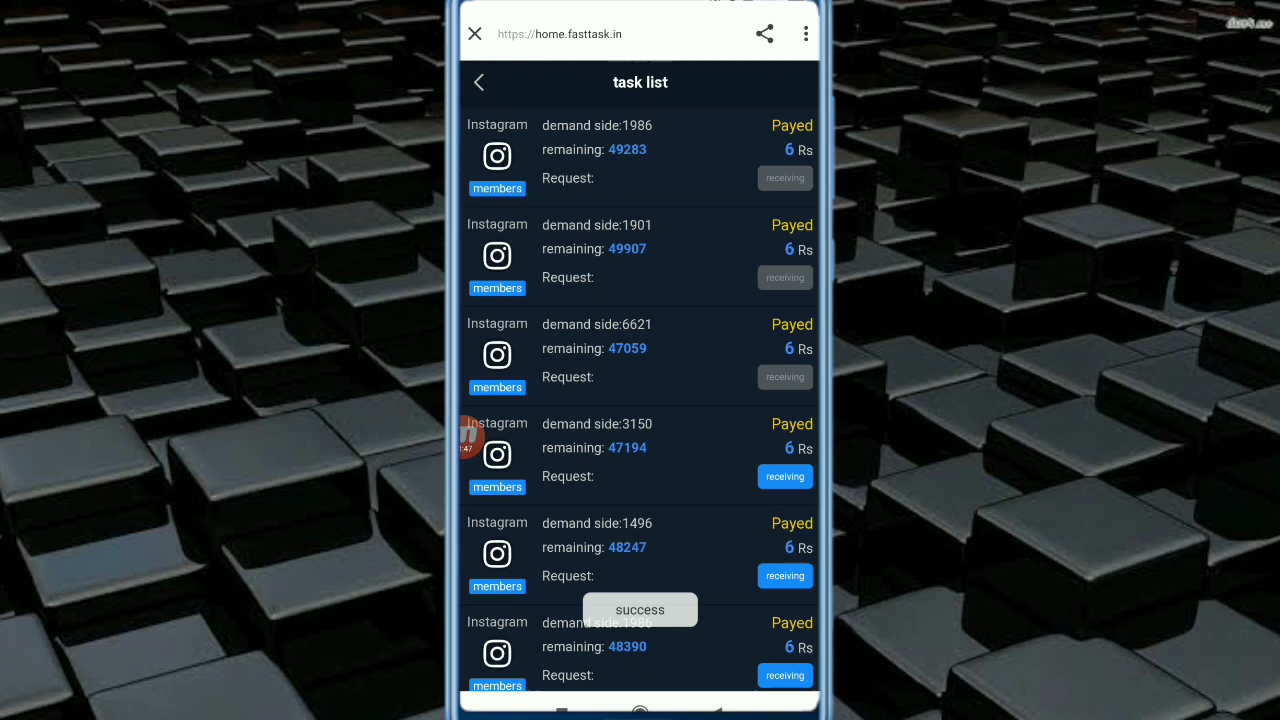 https://home.fasttask.in
task list
Instagram
demand side:1986
Payed
remaining: 49283
6 Rs
Request:
receiving
members
Instagram
demand side:1901
Payed
remaining: 49907
6 Rs
Request:
receiving
members
Instagram
demand side:6621
Payed
remaining: 47059
6 Rs
Request:
receiving
members
Instagram
demand side:3150
Payed
remaining: 47194
6 Rs
:47
Request:
receiving
members
Instagram
demand side:1496
Payed
remaining: 48247
6 Rs
Request:
receiving
members
success
Instagram
demand side:1986
Payed
remaining: 48390
6 Rs
Request:
receiving
members